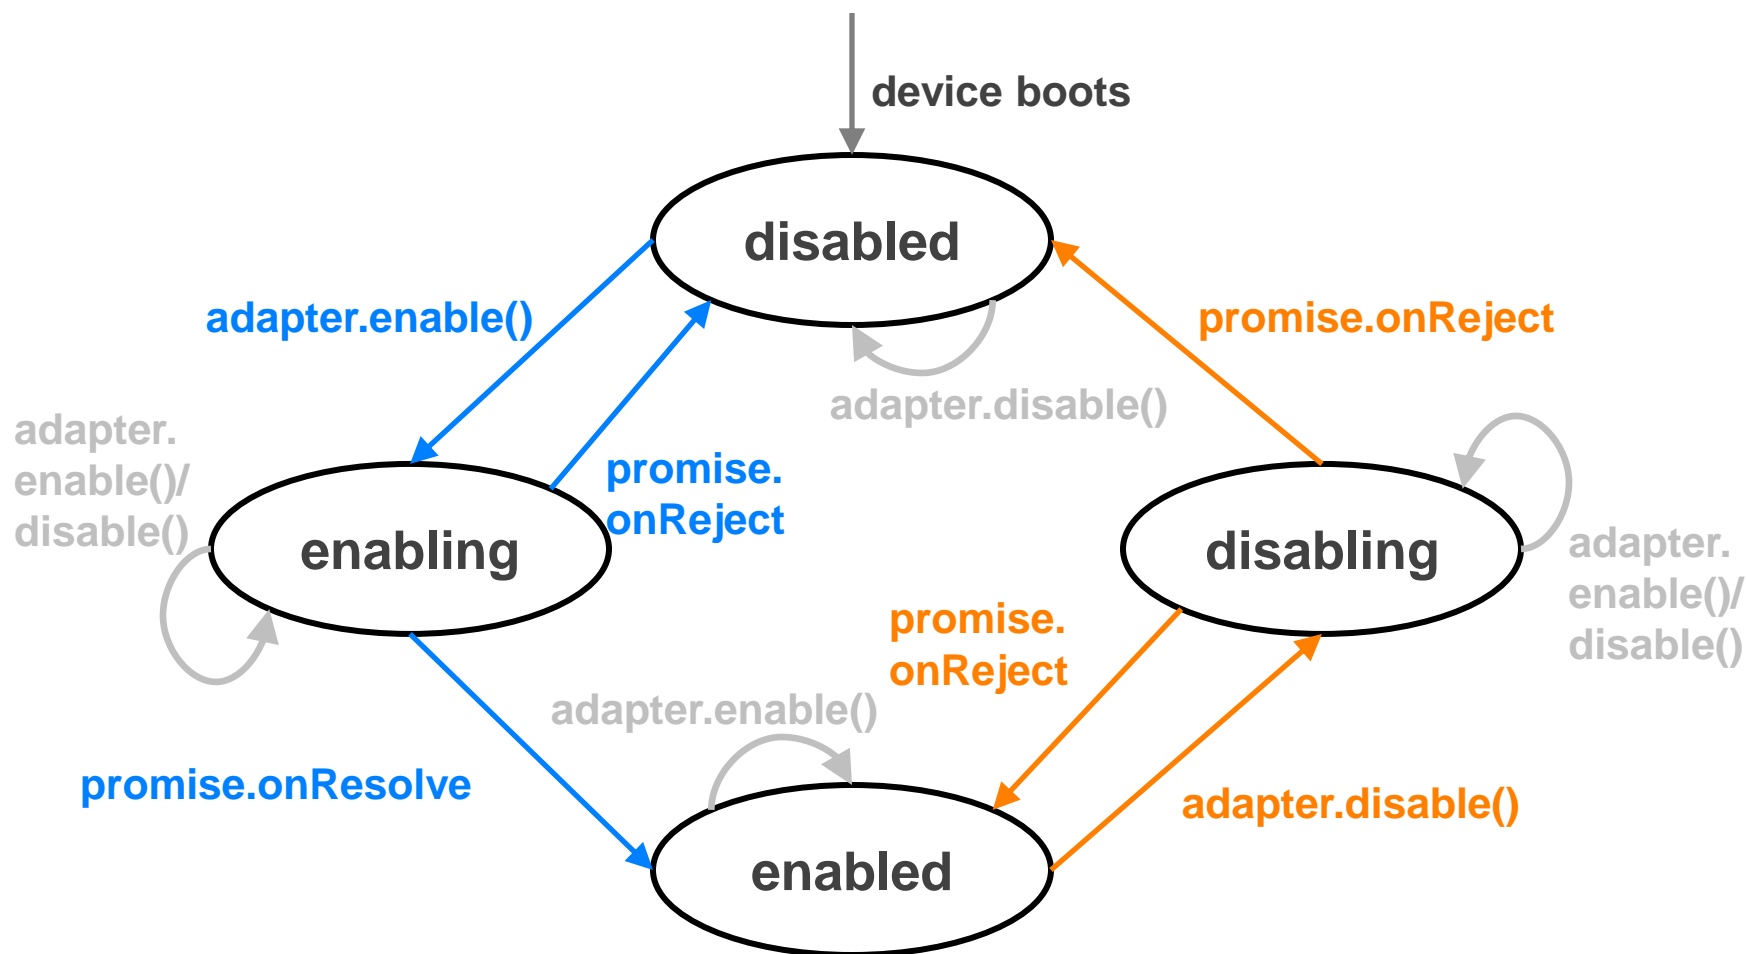 device boots
disabled
adapter.enable()
promise.onReject
adapter.disable()
adapter.
enable()/
disable()
promise.
onReject
enabling
disabling
adapter.
enable()/
disable()
promise.
onReject
adapter.enable()
promise.onResolve
adapter.disable()
enabled